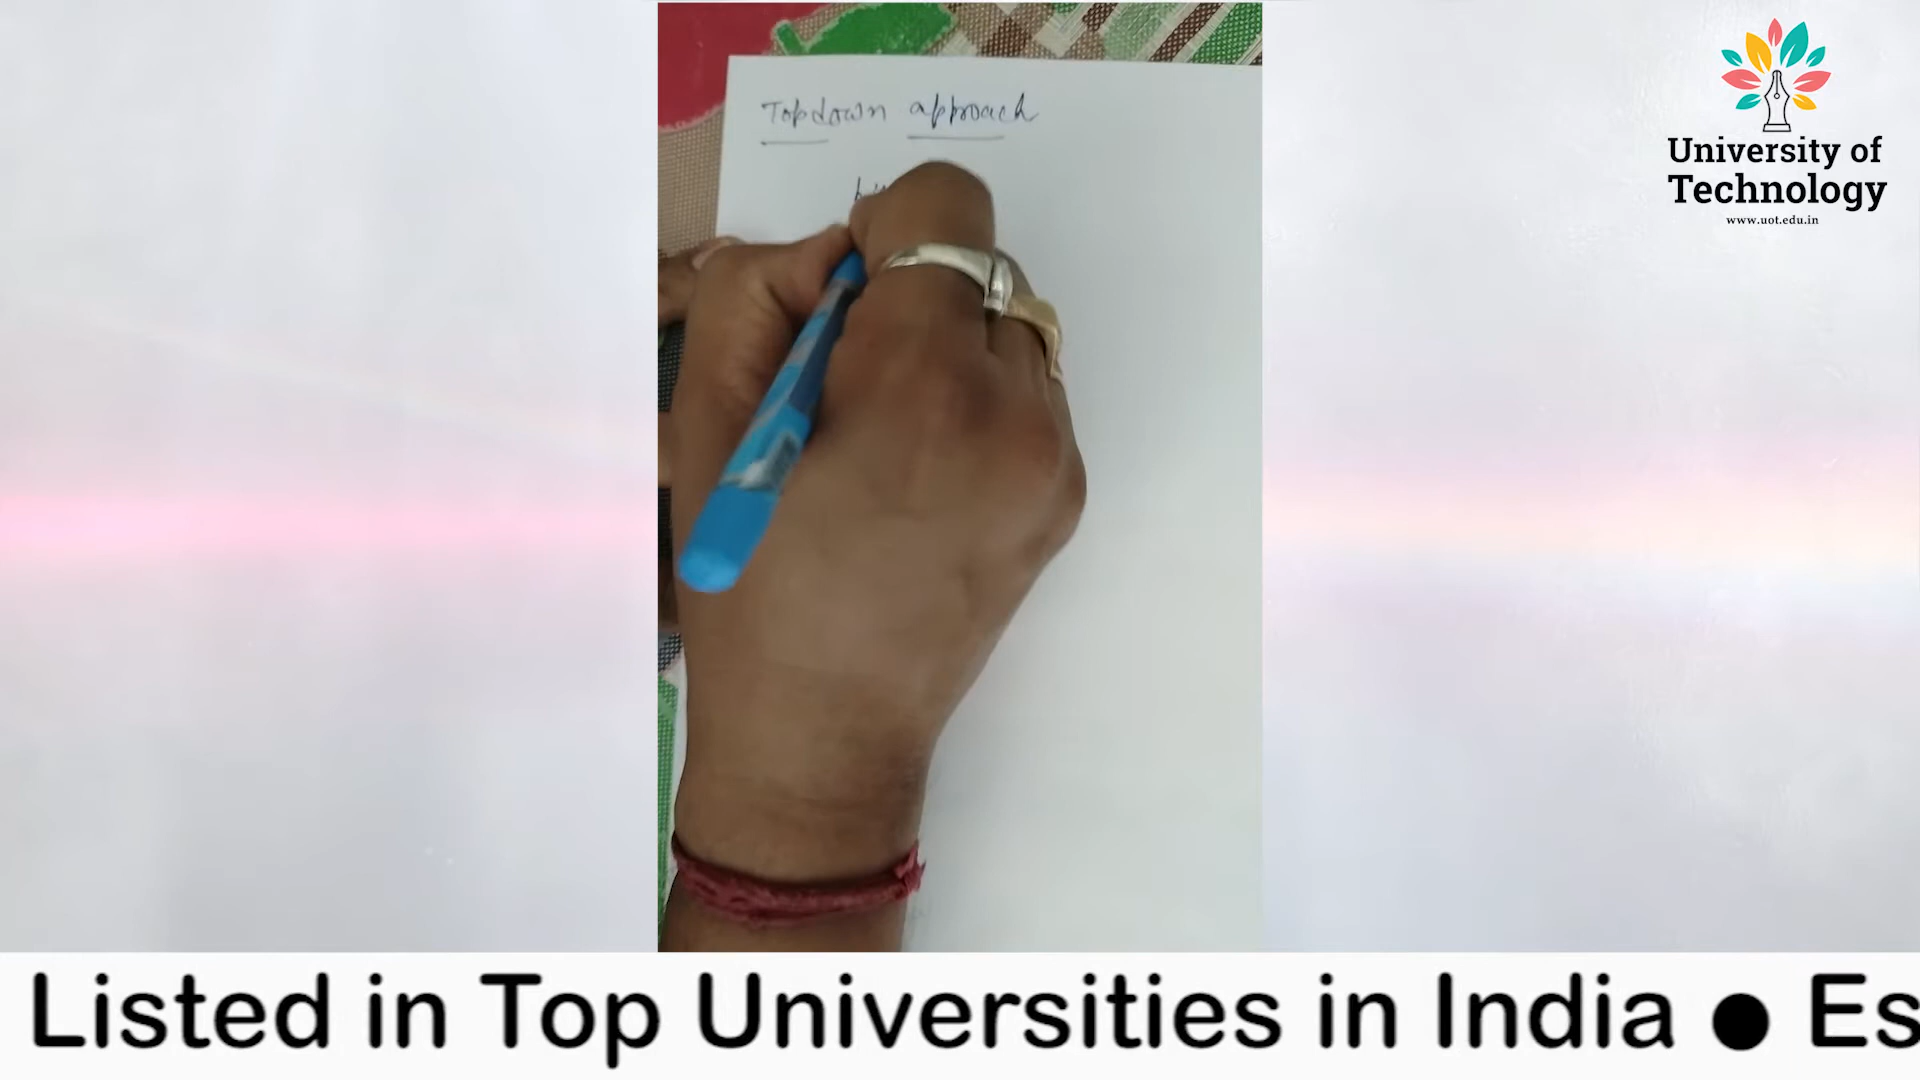 Topdown approach
University of
Technology
www.uot.edu.in
Listed in Top Universities in India ● Es